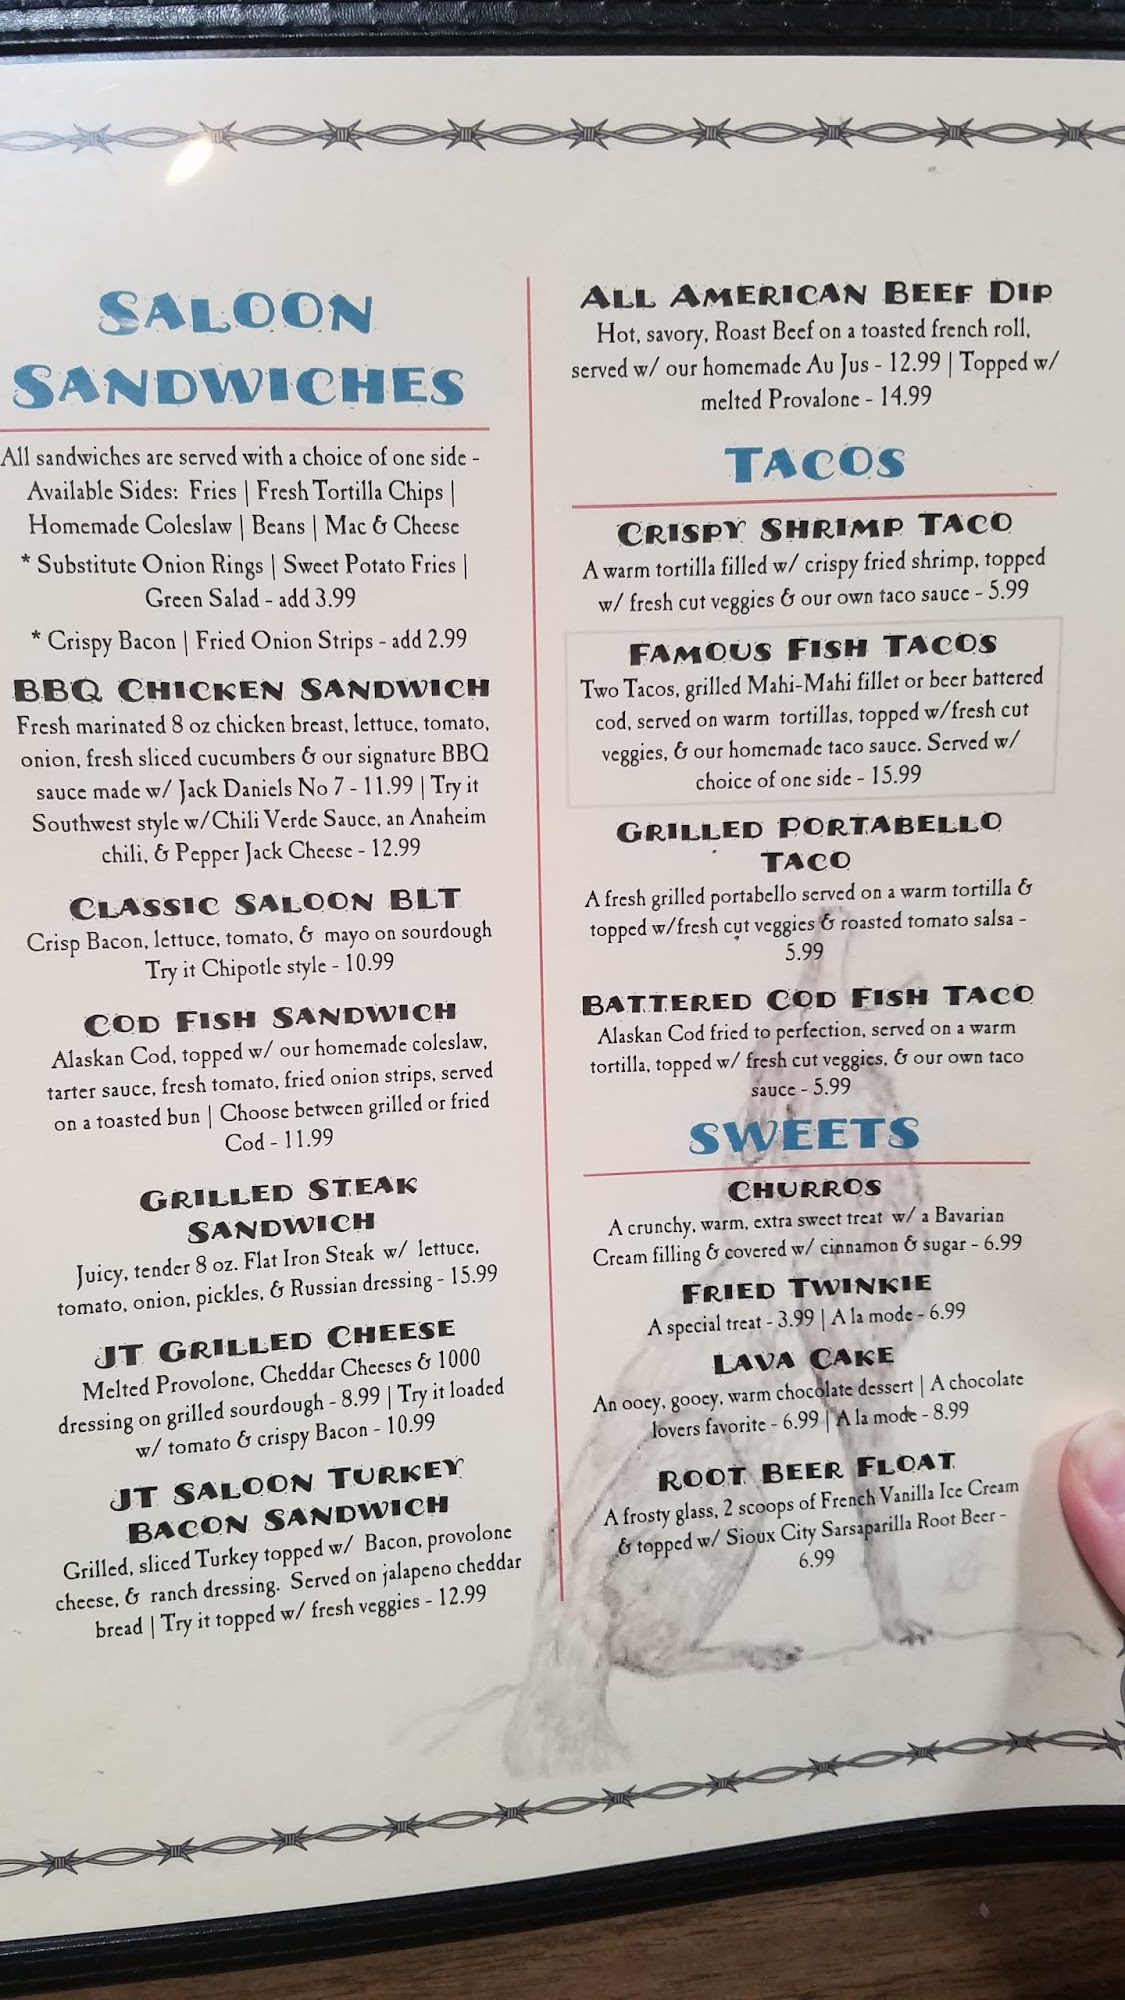 SALOON
SANDWICHES
All sandwiches are served with a choice of one side -
Available Sides: Fries | Fresh Tortilla Chips |
Homemade Coleslaw | Beans | Mac & Cheese
* Substitute Onion Rings | Sweet Potato Fries |
Green Salad - add 3.99
* Crispy Bacon | Fried Onion Strips - add 2.99
BBQ CHICKEN SANDWICH
Fresh marinated 8 oz chicken breast, lettuce, tomato,
onion, fresh sliced cucumbers & our signature BBQ
sauce made w/ Jack Daniels No 7 - 11.99 | Try it
Southwest style w/Chili Verde Sauce, an Anaheim
chili, & Pepper Jack Cheese - 12.99
CLASSIC SALOON BLT
Crisp Bacon, lettuce, tomato, & mayo on sourdough
Try it Chipotle style - 10.99
COD FISH SANDWICH
Alaskan Cod, topped w/ our homemade coleslaw,
tarter sauce, fresh tomato, fried onion strips, served
on a toasted bun | Choose between grilled or fried
Cod - 11.99
GRILLED STEAK
SANDWICH
Juicy, tender 8 oz. Flat Iron Steak w/ lettuce,
tomato, onion, pickles, & Russian dressing - 15.99
JT GRILLED CHEESE
Melted Provolone, Cheddar Cheeses & 1000
dressing on grilled sourdough - 8.99 | Try it loaded
w/ tomato & crispy Bacon - 10.99
JT SALOON TURKEY
BACON SANDWICH
Grilled, sliced Turkey topped w/ Bacon, provolone
cheese, & ranch dressing. Served on jalapeno cheddar
bread | Try it topped w/ fresh veggies - 12.99
ALL AMERICAN BEEF DIP
Hot, savory, Roast Beef on a toasted french roll,
served w/ our homemade Au Jus - 12.99 | Topped w/
melted Provalone - 14.99
TACOS
CRISPY SHRIMP TACO
A warm tortilla filled w/ crispy fried shrimp, topped
w/ fresh cut veggies & our own taco sauce - 5.99
FAMOUS FISH TACOS
Two Tacos, grilled Mahi-Mahi fillet or beer battered
cod, served on warm tortillas, topped w/fresh cut
veggies, & our homemade taco sauce. Served w/
choice of one side - 15.99
GRILLED PORTABELLO
TACO
A fresh grilled portabello served on a warm tortilla &
topped w/fresh cut veggies & roasted tomato salsa -
5.99
BATTERED COD FISH TACO
Alaskan Cod fried to perfection, served on a warm
tortilla, topped w/ fresh cut veggies, & our own taco
sauce - 5.99
SWEETS
CHURROS
A crunchy, warm, extra sweet treat w/ a Bavarian
Cream filling & covered w/ cinnamon & sugar - 6.99
FRIED TWINKIE
A special treat - 3.99 | A la mode - 6.99
LAVA CAKE
An ooey, gooey, warm chocolate dessert | A chocolate
lovers favorite - 6.99 | A la mode - 8.99
ROOT BEER FLOAT
A frosty glass, 2 scoops of French Vanilla Ice Cream
& topped w/ Sioux City Sarsaparilla Root Beer -
6.99